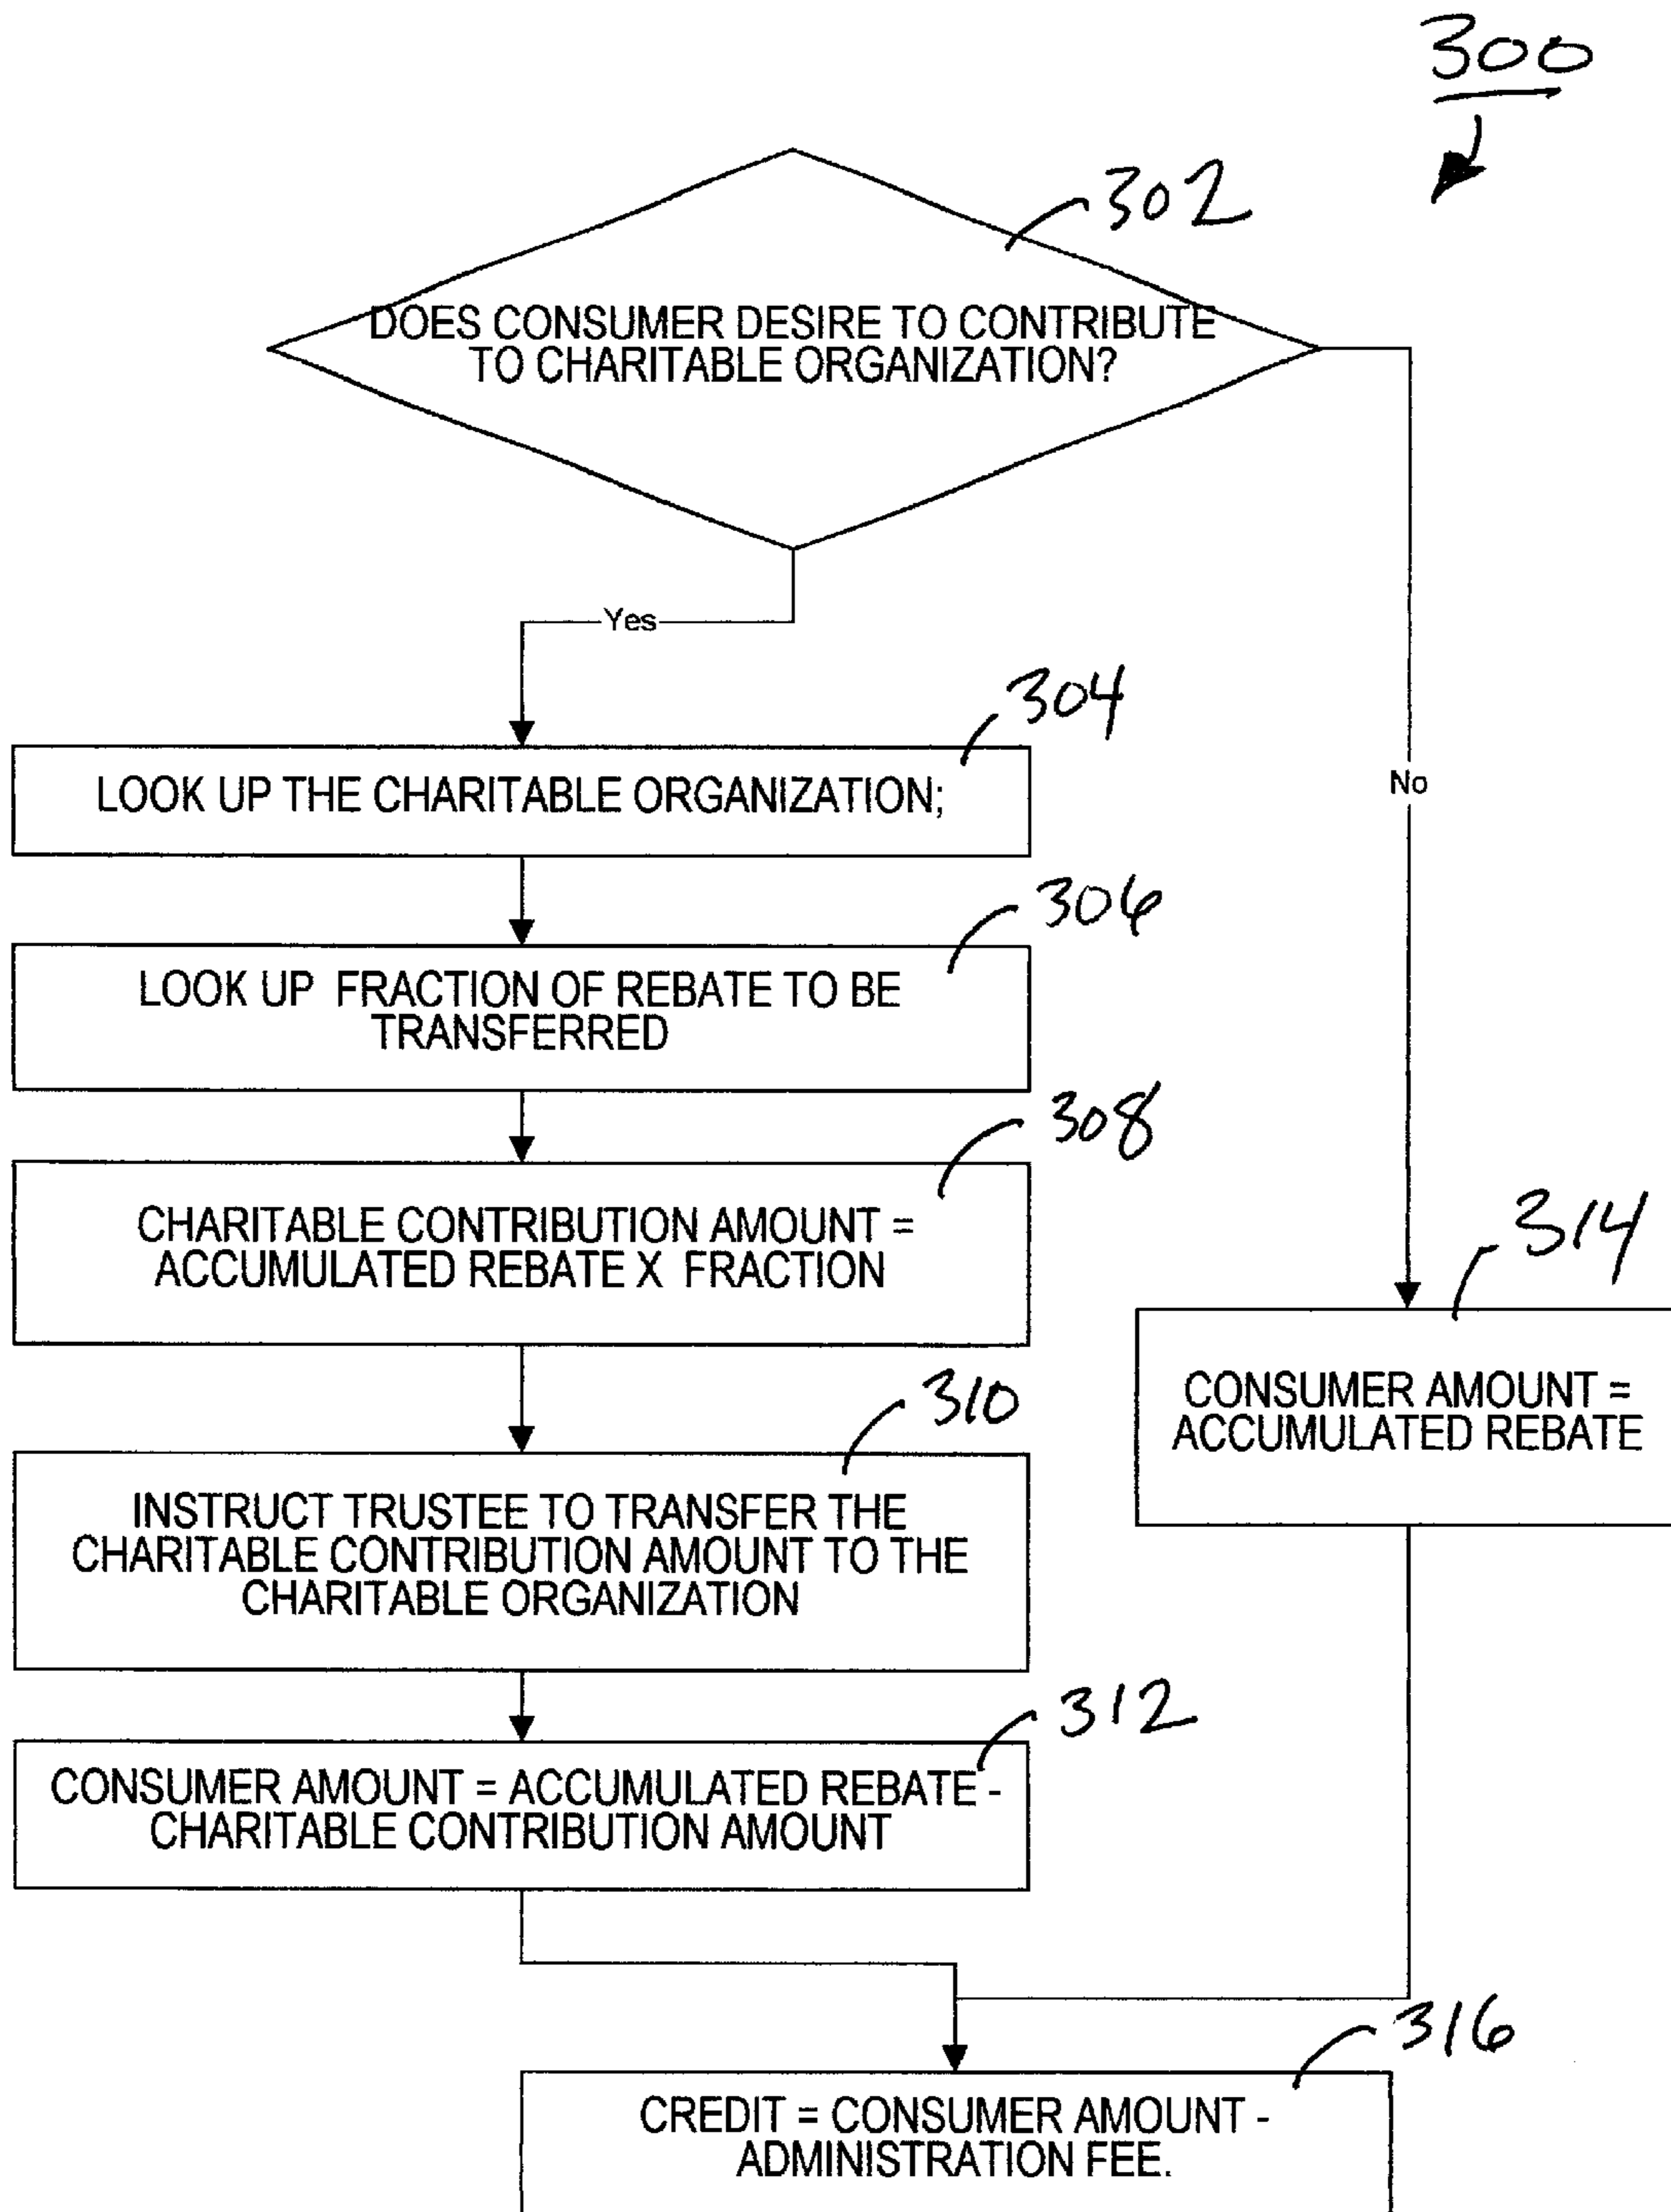 300
302
DOES CONSUMER DESIRE TO CONTRIBUTE
TO CHARITABLE ORGANIZATION?
Yes
304
LOOK UP THE CHARITABLE ORGANIZATION;
No
306
LOOK UP FRACTION OF REBATE TO BE
TRANSFERRED
308
CHARITABLE CONTRIBUTION AMOUNT =
ACCUMULATED REBATE X FRACTION
314
CONSUMER AMOUNT =
ACCUMULATED REBATE
310
INSTRUCT TRUSTEE TO TRANSFER THE
CHARITABLE CONTRIBUTION AMOUNT TO THE
CHARITABLE ORGANIZATION
312
CONSUMER AMOUNT = ACCUMULATED REBATE -
CHARITABLE CONTRIBUTION AMOUNT
316
CREDIT = CONSUMER AMOUNT -
ADMINISTRATION FEE.